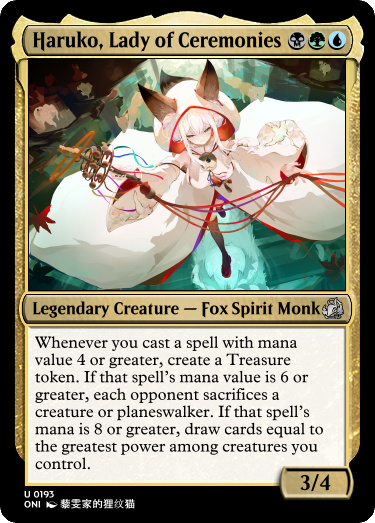 Haruko, Lady of Ceremonies
Legendary Creature — Fox Spirit Monk
Whenever you cast a spell with mana
value 4 or greater, create a Treasure
token. If that spell's mana value is 6 or
greater, each opponent sacrifices a
creature or planeswalker. If that spell's
mana is 8 or greater, draw cards equal to
the greatest power among creatures you
control.
3/4
U 0193
ONI 藜雯家的狸纹猫